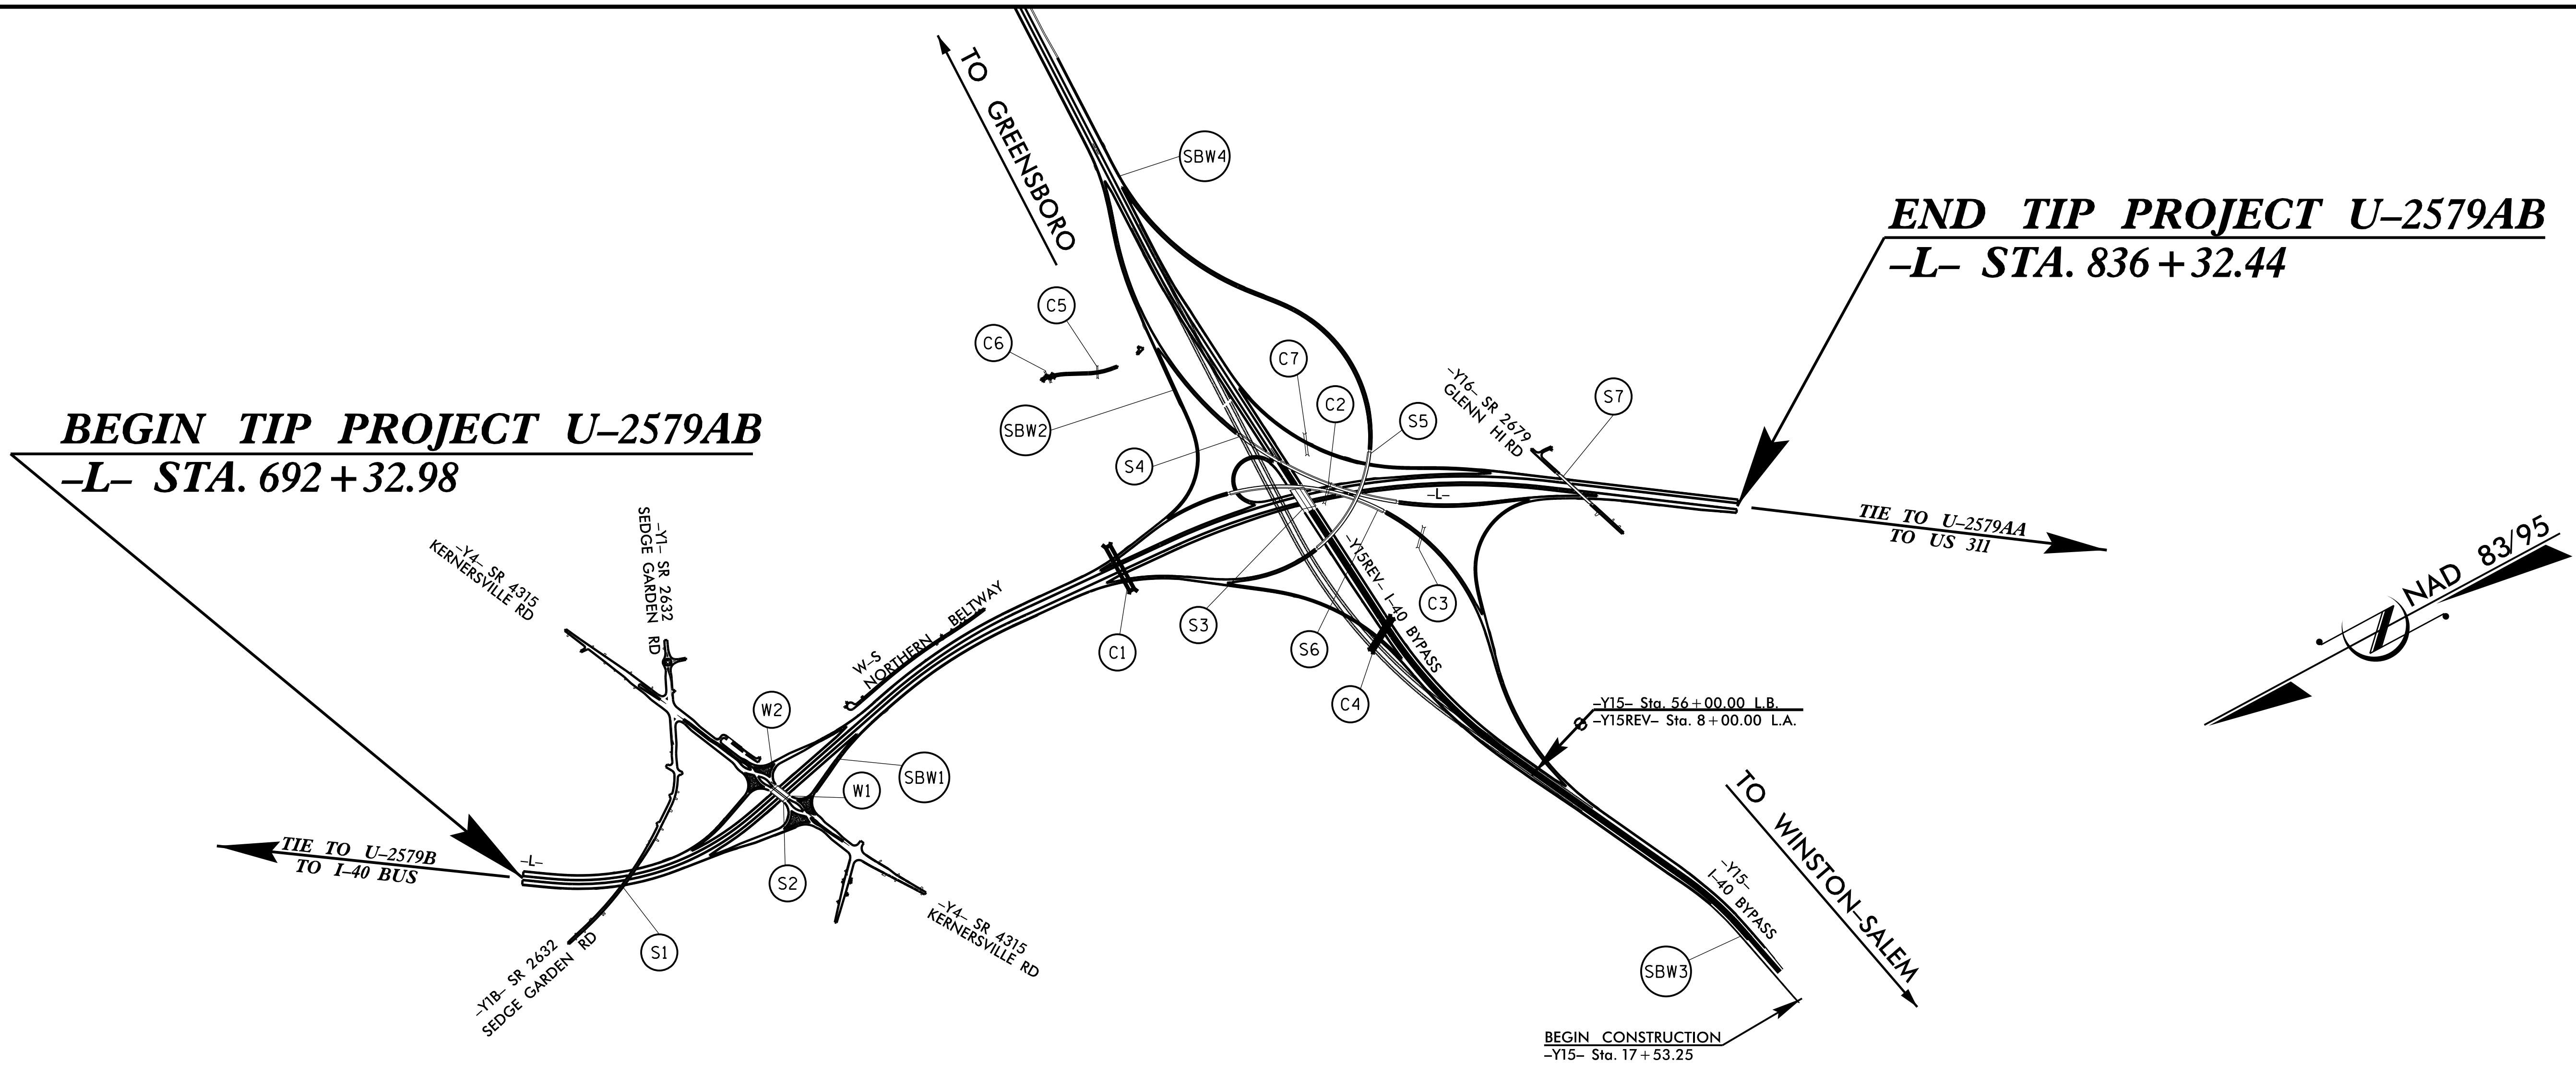 TO GREENSBORO
SBW4
END TIP PROJECT U–2579AB
–L– STA. 836+32.44
C5
C6
C7
C2
S5
S7
–Y16– SR 2679
GLENN HI RD
BEGIN TIP PROJECT U–2579AB
–L– STA. 692+32.98
SBW2
S4
–L–
TIE TO U–2579AA
TO US 311
NAD 83/95
–Y4– SR 4315
KERNERSVILLE RD
–Y1– SR 2632
SEDGE GARDEN RD
W–S
NORTHERN BELTWAY
C1
S3
S6
C3
C4
–Y15REV– I–40 BYPASS
W2
SBW1
W1
–Y15– Sta. 56+00.00 L.B.
–Y15REV– Sta. 8+00.00 L.A.
TO WINSTON–SALEM
TIE TO U–2579B
TO I–40 BUS
–L–
S2
S1
–Y1B– SR 2632
SEDGE GARDEN RD
–Y4– SR 4315
KERNERSVILLE RD
–Y15–
I–40 BYPASS
SBW3
BEGIN CONSTRUCTION
–Y15– Sta. 17+53.25